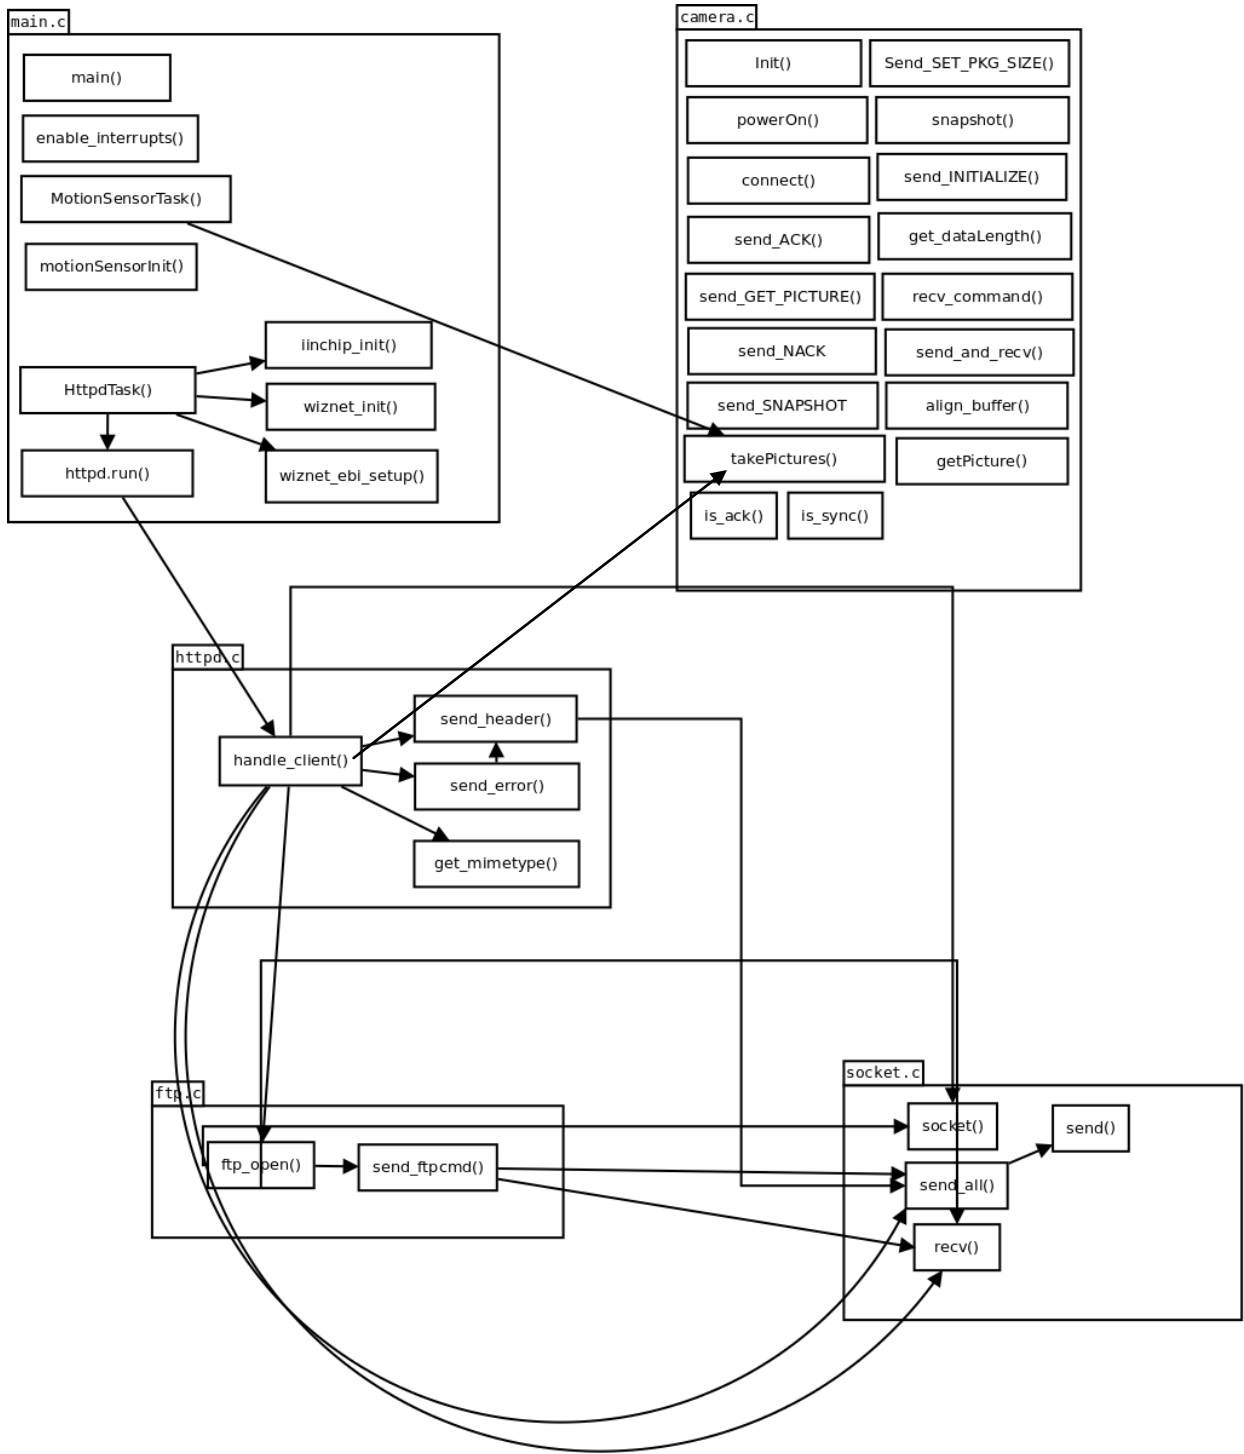 main.c
main()
enable_interrupts()
MotionSensorTask()
motionSensorInit()
iinchip_init()
HttpdTask()
wiznet_init()
httpd.run()
wiznet_ebi_setup()
camera.c
Init()
Send_SET_PKG_SIZE()
powerOn()
snapshot()
connect()
send_INITIALIZE()
send_ACK()
get_dataLength()
send_GET_PICTURE()
recv_command()
send_NACK
send_and_recv()
send_SNAPSHOT
align_buffer()
takePictures()
getPicture()
is_ack()
is_sync()
httpd.c
send_header()
handle_client()
send_error()
get_mimetype()
ftp.c
ftp_open()
send_ftpcmd()
socket.c
socket()
send()
send_all()
recv()